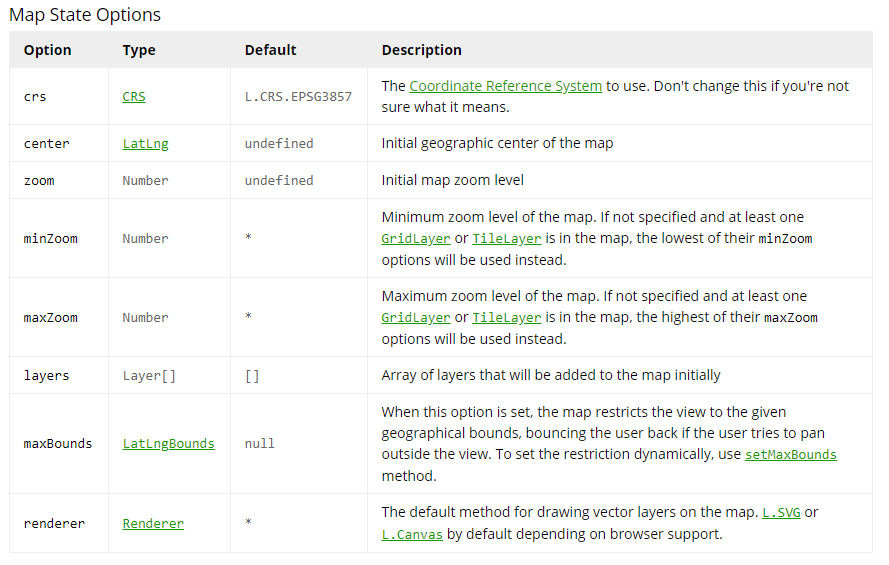 Map State Options
Option Type Default Description
crs CRS L.CRS.EPSG3857 The Coordinate Reference System to use. Don't change this if you're not
sure what it means.
center LatLng undefined Initial geographic center of the map
zoom Number undefined Initial map zoom level
minZoom Number * Minimum zoom level of the map. If not specified and at least one
GridLayer or TileLayer is in the map, the lowest of their minZoom
options will be used instead.
maxZoom Number * Maximum zoom level of the map. If not specified and at least one
GridLayer or TileLayer is in the map, the highest of their maxZoom
options will be used instead.
layers Layer[] [] Array of layers that will be added to the map initially
maxBounds LatLngBounds null When this option is set, the map restricts the view to the given
geographical bounds, bouncing the user back if the user tries to pan
outside the view. To set the restriction dynamically, use setMaxBounds
method.
renderer Renderer * The default method for drawing vector layers on the map. L.SVG or
L.Canvas by default depending on browser support.